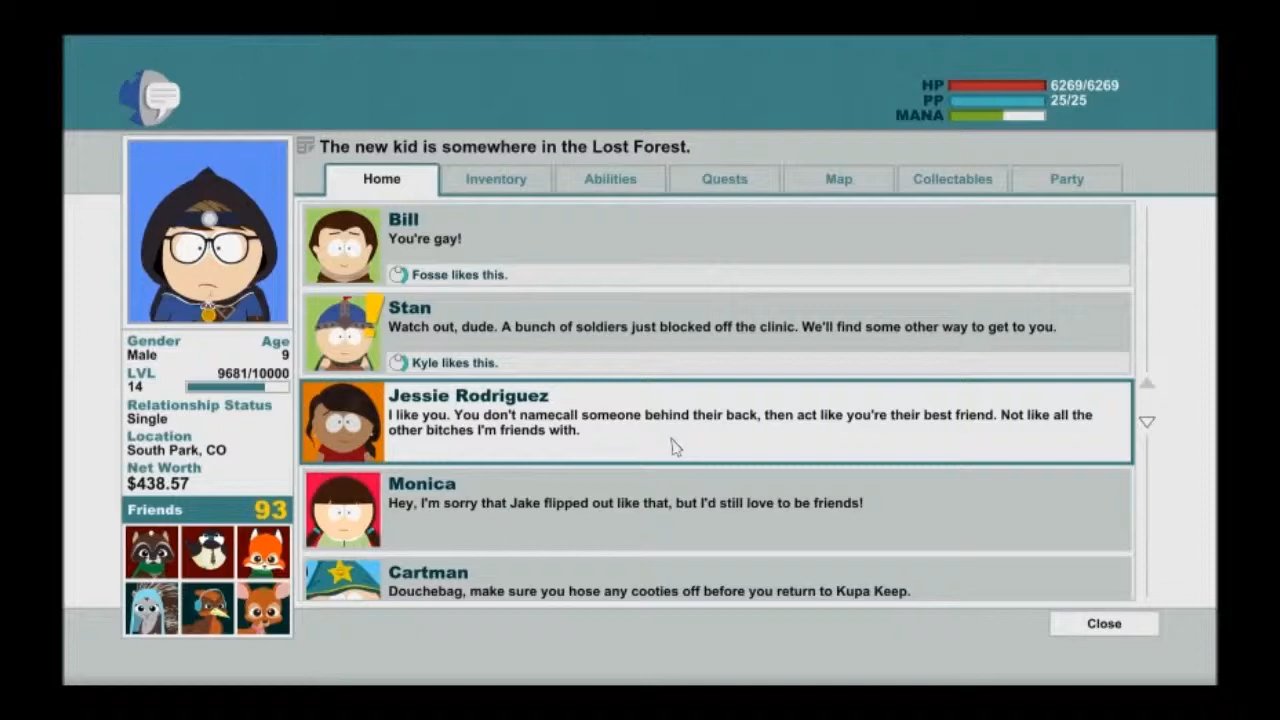 HP 6269/6269
PP 25/25
MANA
The new kid is somewhere in the Lost Forest.
Home Inventory Abilities Quests Map Collectables Party
Bill
You're gay!
Fosse likes this.
Stan
Watch out, dude. A bunch of soldiers just blocked off the clinic. We'll find some other way to get to you.
Kyle likes this.
Jessie Rodriguez
I like you. You don't namecall someone behind their back, then act like you're their best friend. Not like all the
other bitches I'm friends with.
Monica
Hey, I'm sorry that Jake flipped out like that, but I'd still love to be friends!
Cartman
Douchebag, make sure you hose any cooties off before you return to Kupa Keep.
Gender Age
Male 9
LVL 9681/10000
14
Relationship Status
Single
Location
South Park, CO
Net Worth
$438.57
Friends 93
Close